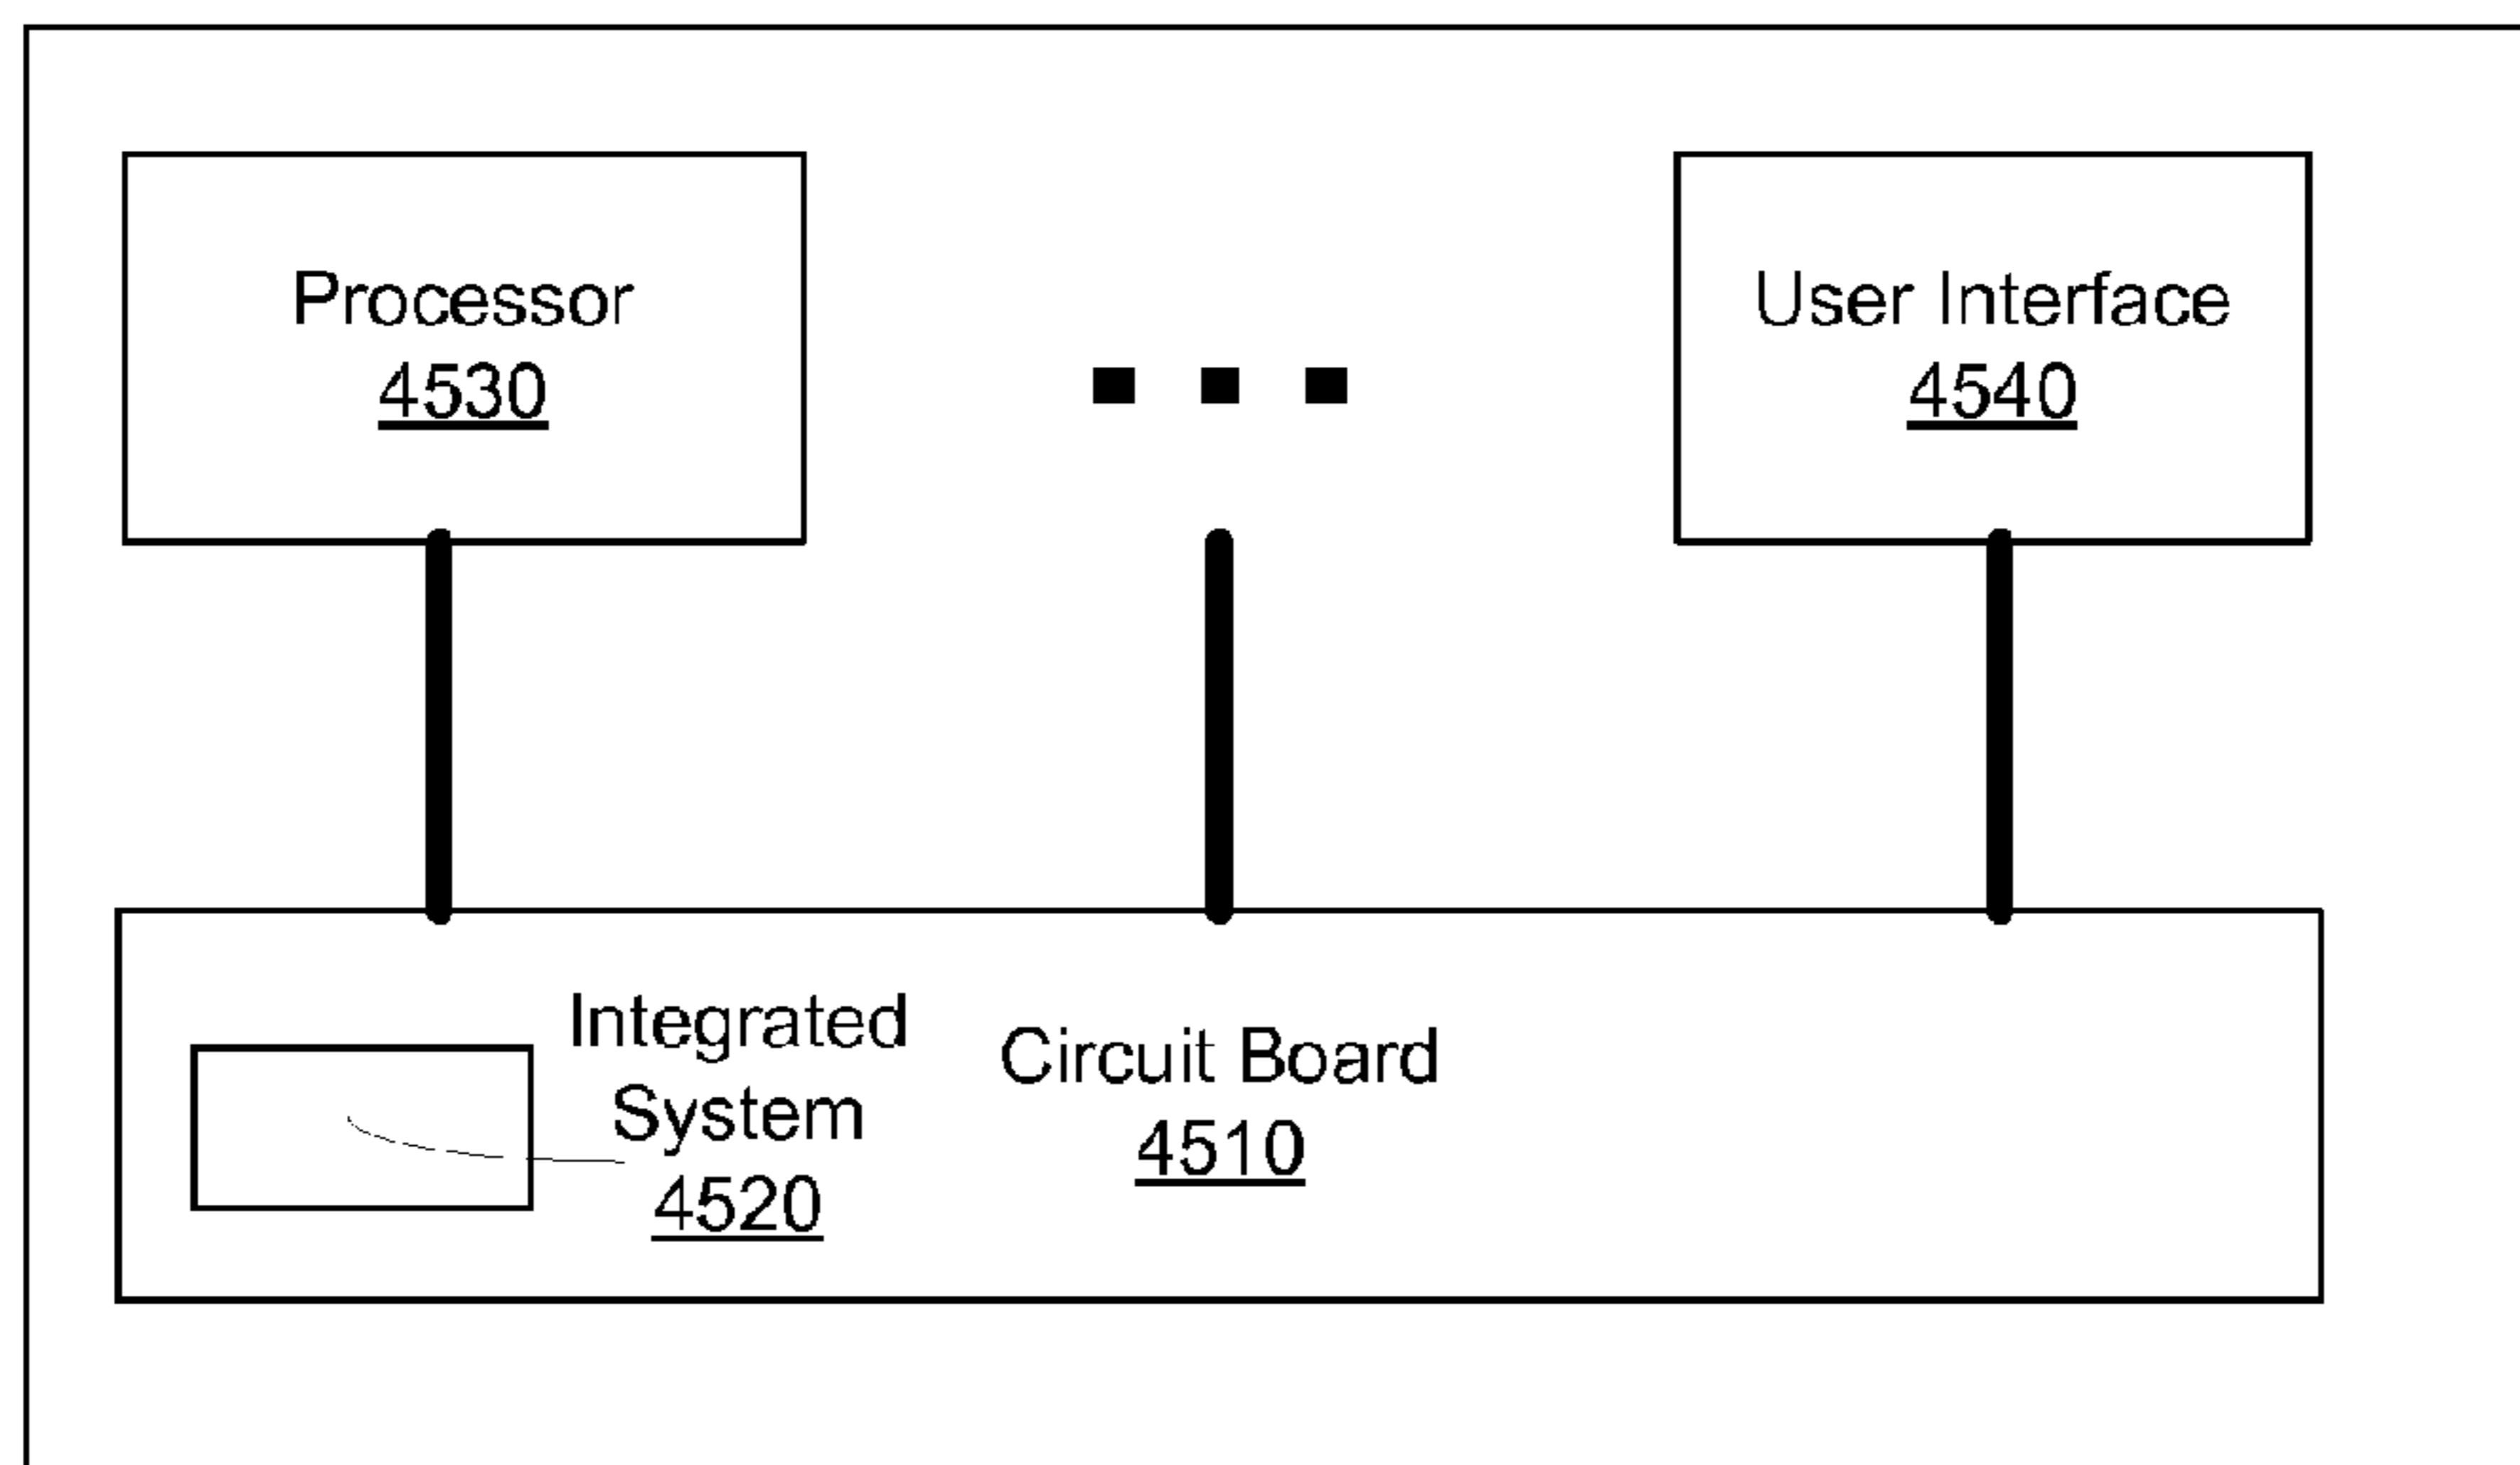 Processor
4530
User Interface
4540
Integrated
System
4520
Circuit Board
4510